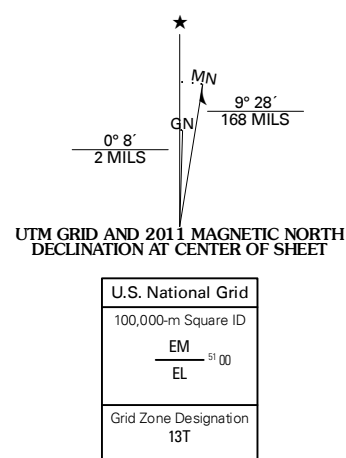 ★
MN
9° 28´
168 MILS
GN
0° 8´
2 MILS
UTM GRID AND 2011 MAGNETIC NORTH
DECLINATION AT CENTER OF SHEET
U.S. National Grid
100,000-m Square ID
EM
51 00
EL
Grid Zone Designation
13T